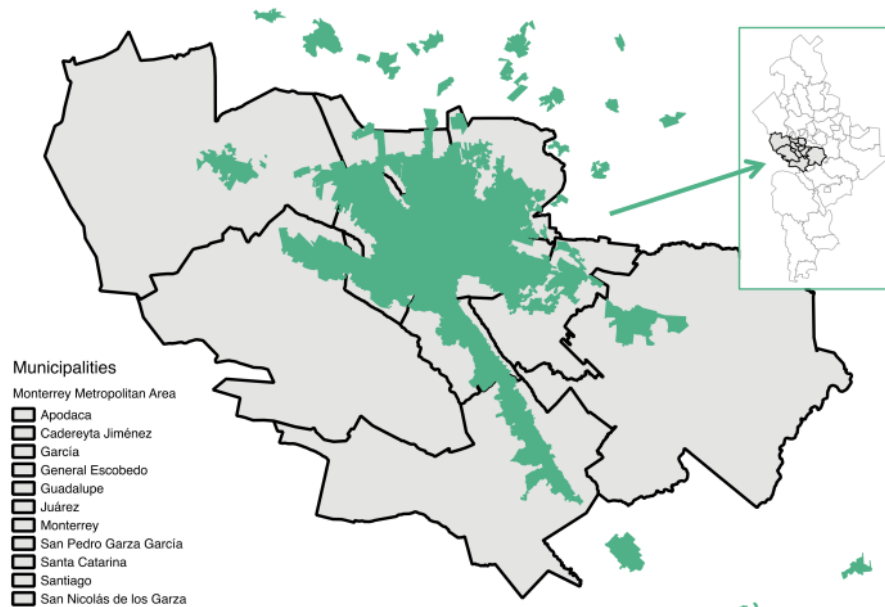 Municipalities
Monterrey Metropolitan Area
Apodaca
Cadereyta Jiménez
García
General Escobedo
Guadalupe
Juárez
Monterrey
San Pedro Garza García
Santa Catarina
Santiago
San Nicolás de los Garza